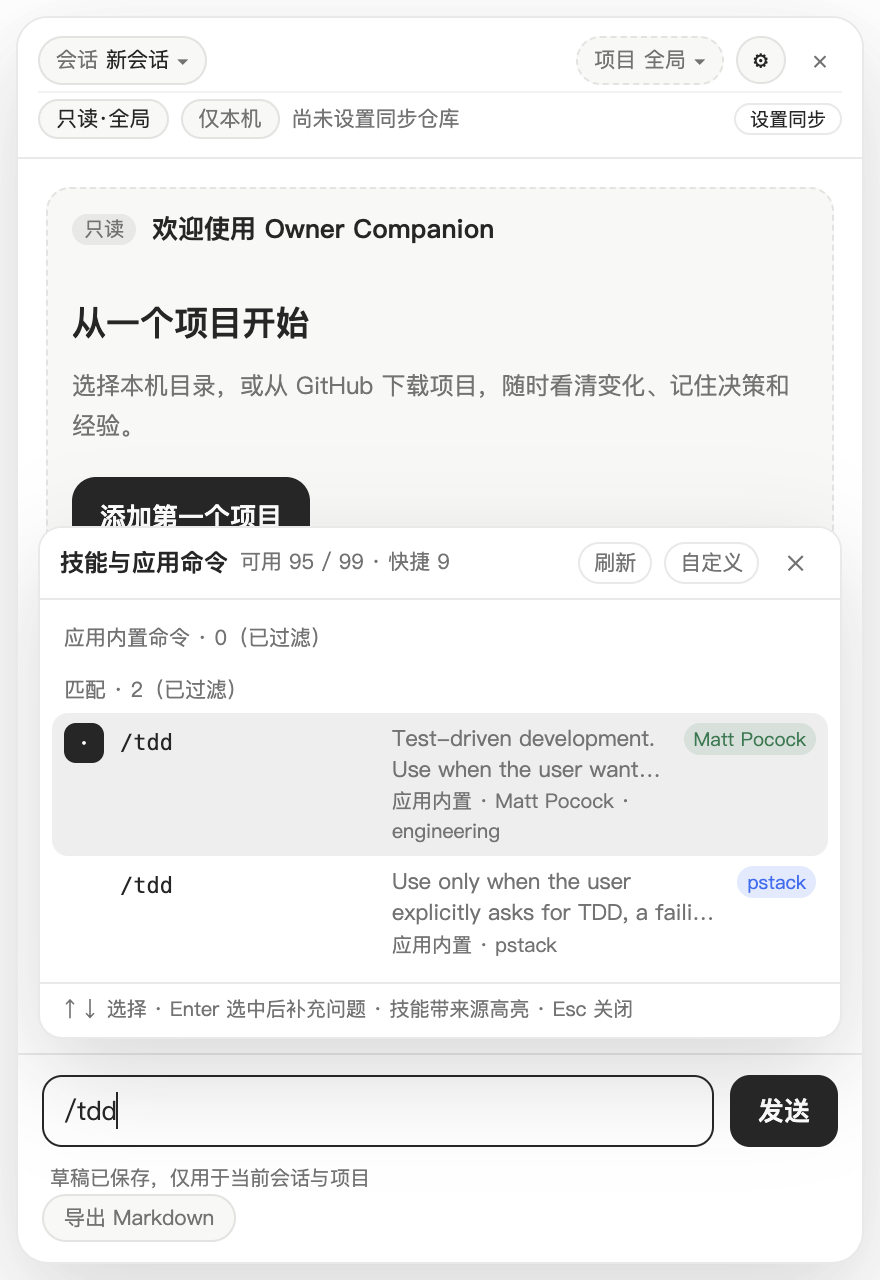 会话 新会话
项目 全局
只读·全局
仅本机
尚未设置同步仓库
设置同步
只读
欢迎使用 Owner Companion
从一个项目开始
选择本机目录，或从 GitHub 下载项目，随时看清变化、记住决策和
经验。
添加第一个项目
技能与应用命令
可用 95 / 99 · 快捷 9
刷新
自定义
应用内置命令 · 0（已过滤）
匹配 · 2（已过滤）
/tdd
Test-driven development.
Use when the user want…
应用内置 · Matt Pocock ·
engineering
Matt Pocock
/tdd
Use only when the user
explicitly asks for TDD, a faili…
应用内置 · pstack
pstack
↑↓ 选择 · Enter 选中后补充问题 · 技能带来源高亮 · Esc 关闭
/tdd
发送
草稿已保存，仅用于当前会话与项目
导出 Markdown